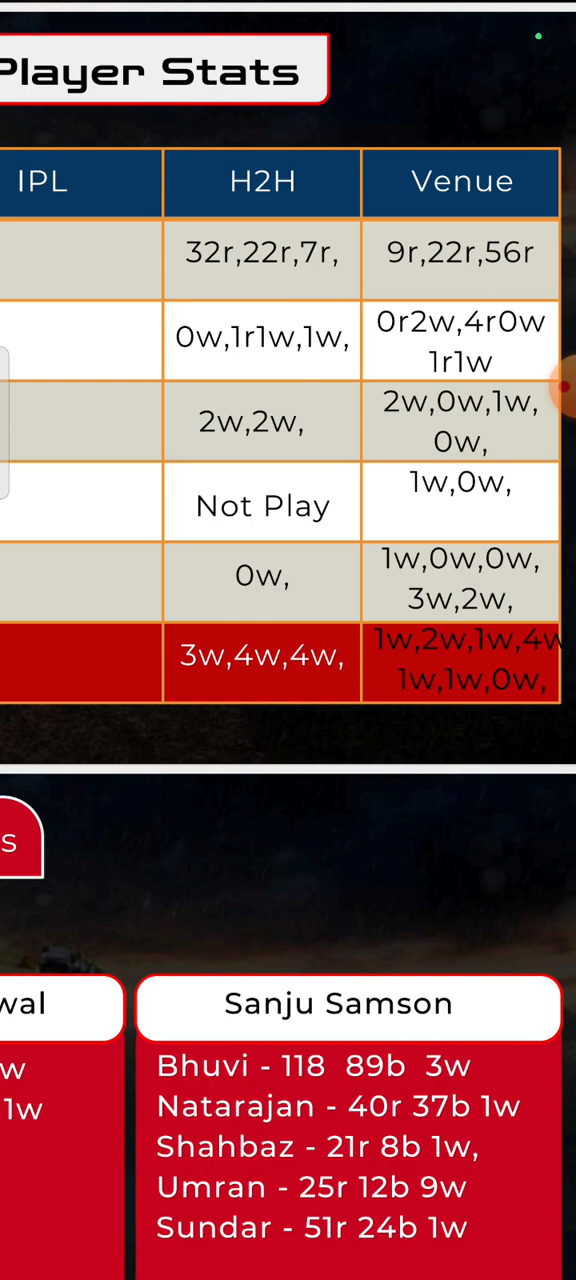 Player Stats
IPL H2H Venue
32r,22r,7r, 9r,22r,56r
0w,1r1w,1w, 0r2w,4r0w
1r1w
2w,2w, 2w,0w,1w,
0w,
Not Play 1w,0w,
0w, 1w,0w,0w,
3w,2w,
3w,4w,4w, 1w,2w,1w,4w
1w,1w,0w,
s
wal
w
1w
Sanju Samson
Bhuvi - 118 89b 3w
Natarajan - 40r 37b 1w
Shahbaz - 21r 8b 1w,
Umran - 25r 12b 9w
Sundar - 51r 24b 1w